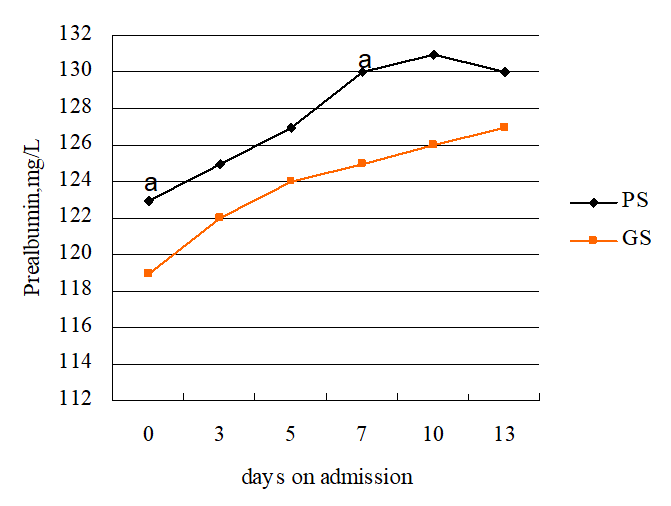 132
130
128
126
124
122
120
118
116
114
112
Prealbumin,mg/L
a
a
PS
GS
0 3 5 7 10 13
days on admission